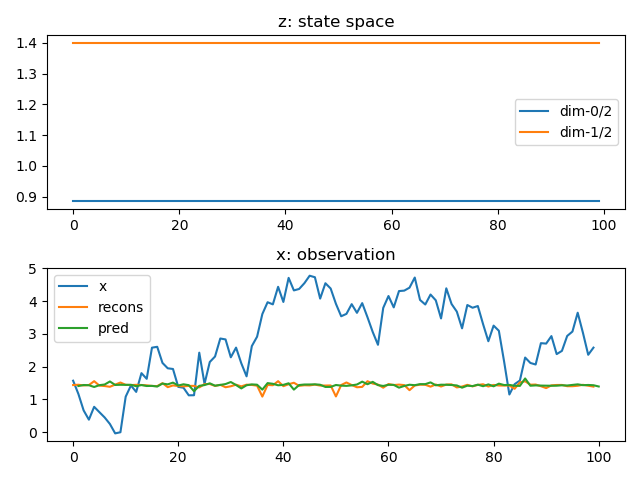 z: state space
1.4
1.3
1.2
1.1
1.0
0.9
dim-0/2
dim-1/2
0 20 40 60 80 100
x: observation
5
4
3
2
1
0
x
recons
pred
0 20 40 60 80 100